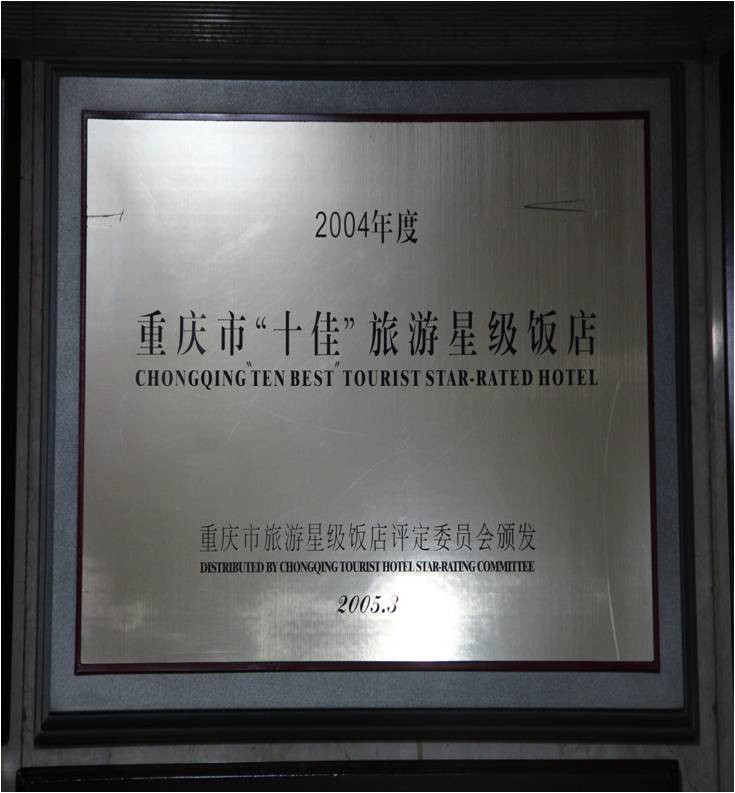 2004年度
重庆市“十佳”旅游星级饭店
CHONGQING "TEN BEST" TOURIST STAR-RATED HOTEL
重庆市旅游星级饭店评定委员会颁发
DISTRIBUTED BY CHONGQING TOURIST HOTEL STAR-RATING COMMITTEE
2005.3